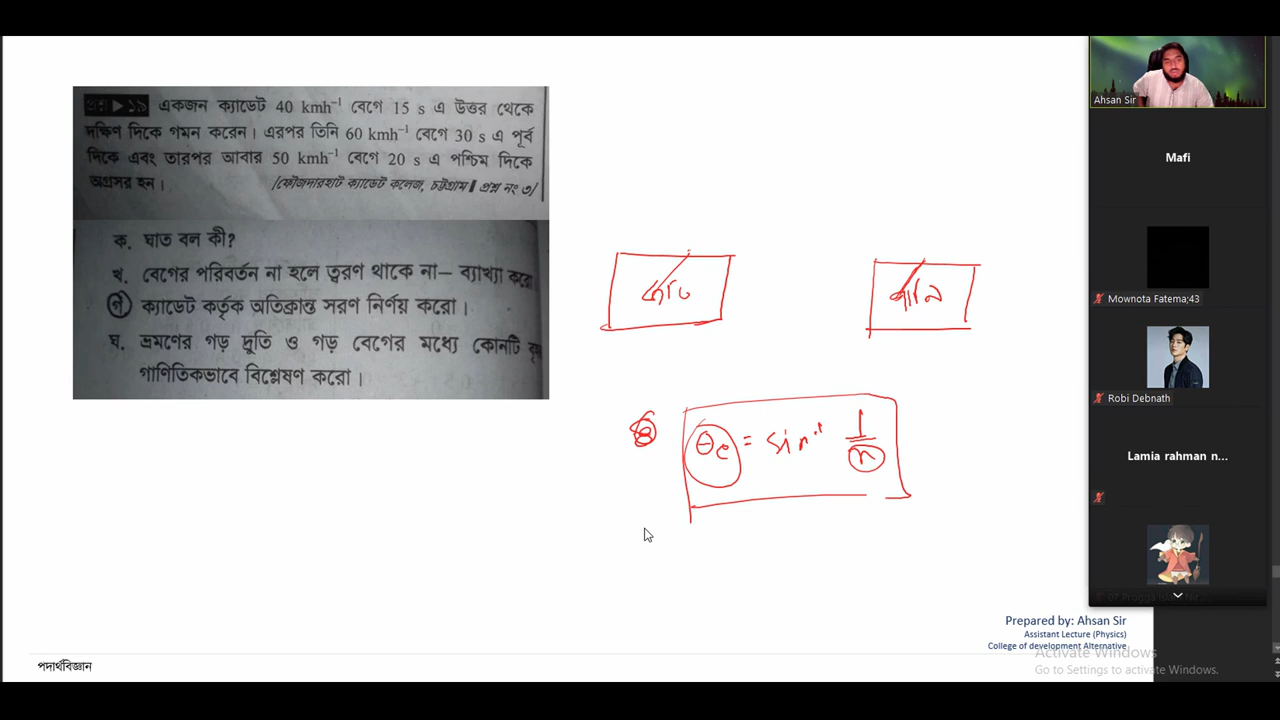 প্রশ্ন ▶ ১৯ একজন ক্যাডেট 40 kmh⁻¹ বেগে 15 s এ উত্তর থেকে
দক্ষিণ দিকে গমন করেন। এরপর তিনি 60 kmh⁻¹ বেগে 30 s এ পূর্ব
দিকে এবং তারপর আবার 50 kmh⁻¹ বেগে 20 s এ পশ্চিম দিকে
অগ্রসর হন। [ফৌজদারহাট ক্যাডেট কলেজ, চট্টগ্রাম ▌ প্রশ্ন নং ৩]
ক. ঘাত বল কী?
খ. বেগের পরিবর্তন না হলে ত্বরণ থাকে না— ব্যাখ্যা করো
গ ক্যাডেট কর্তৃক অতিক্রান্ত সরণ নির্ণয় করো।
ঘ. ভ্রমণের গড় দ্রুতি ও গড় বেগের মধ্যে কোনটি
গাণিতিকভাবে বিশ্লেষণ করো।
পানি
θc = sin⁻¹ 1/n
Ahsan Sir
Mafi
Mownota Fatema;43
Robi Debnath
Lamia rahman n...
Prepared by: Ahsan Sir
Assistant Lecture (Physics)
College of development Alternative
Activate Windows
Go to Settings to activate Windows.
পদার্থবিজ্ঞান